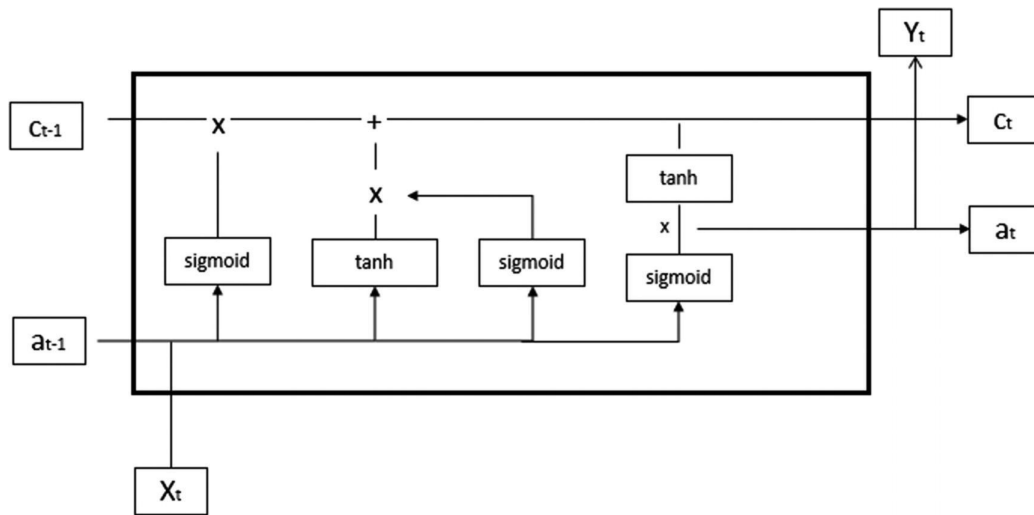 Yt
Ct-1
x
+
Ct
tanh
x
x
at
sigmoid
tanh
sigmoid
sigmoid
at-1
Xt